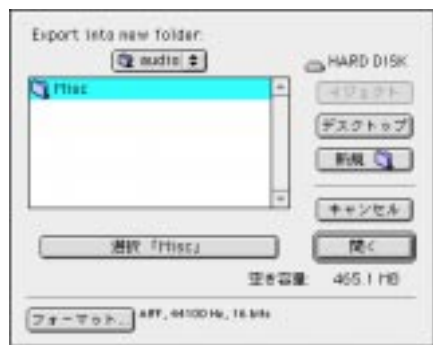 Export into new folder:
audio
HARD DISK
Misc
イジェクト
デスクトップ
新規
キャンセル
選択「Misc」
開く
空き容量: 465.1 MB
フォーマット... AIFF, 44100 Hz, 16 bits